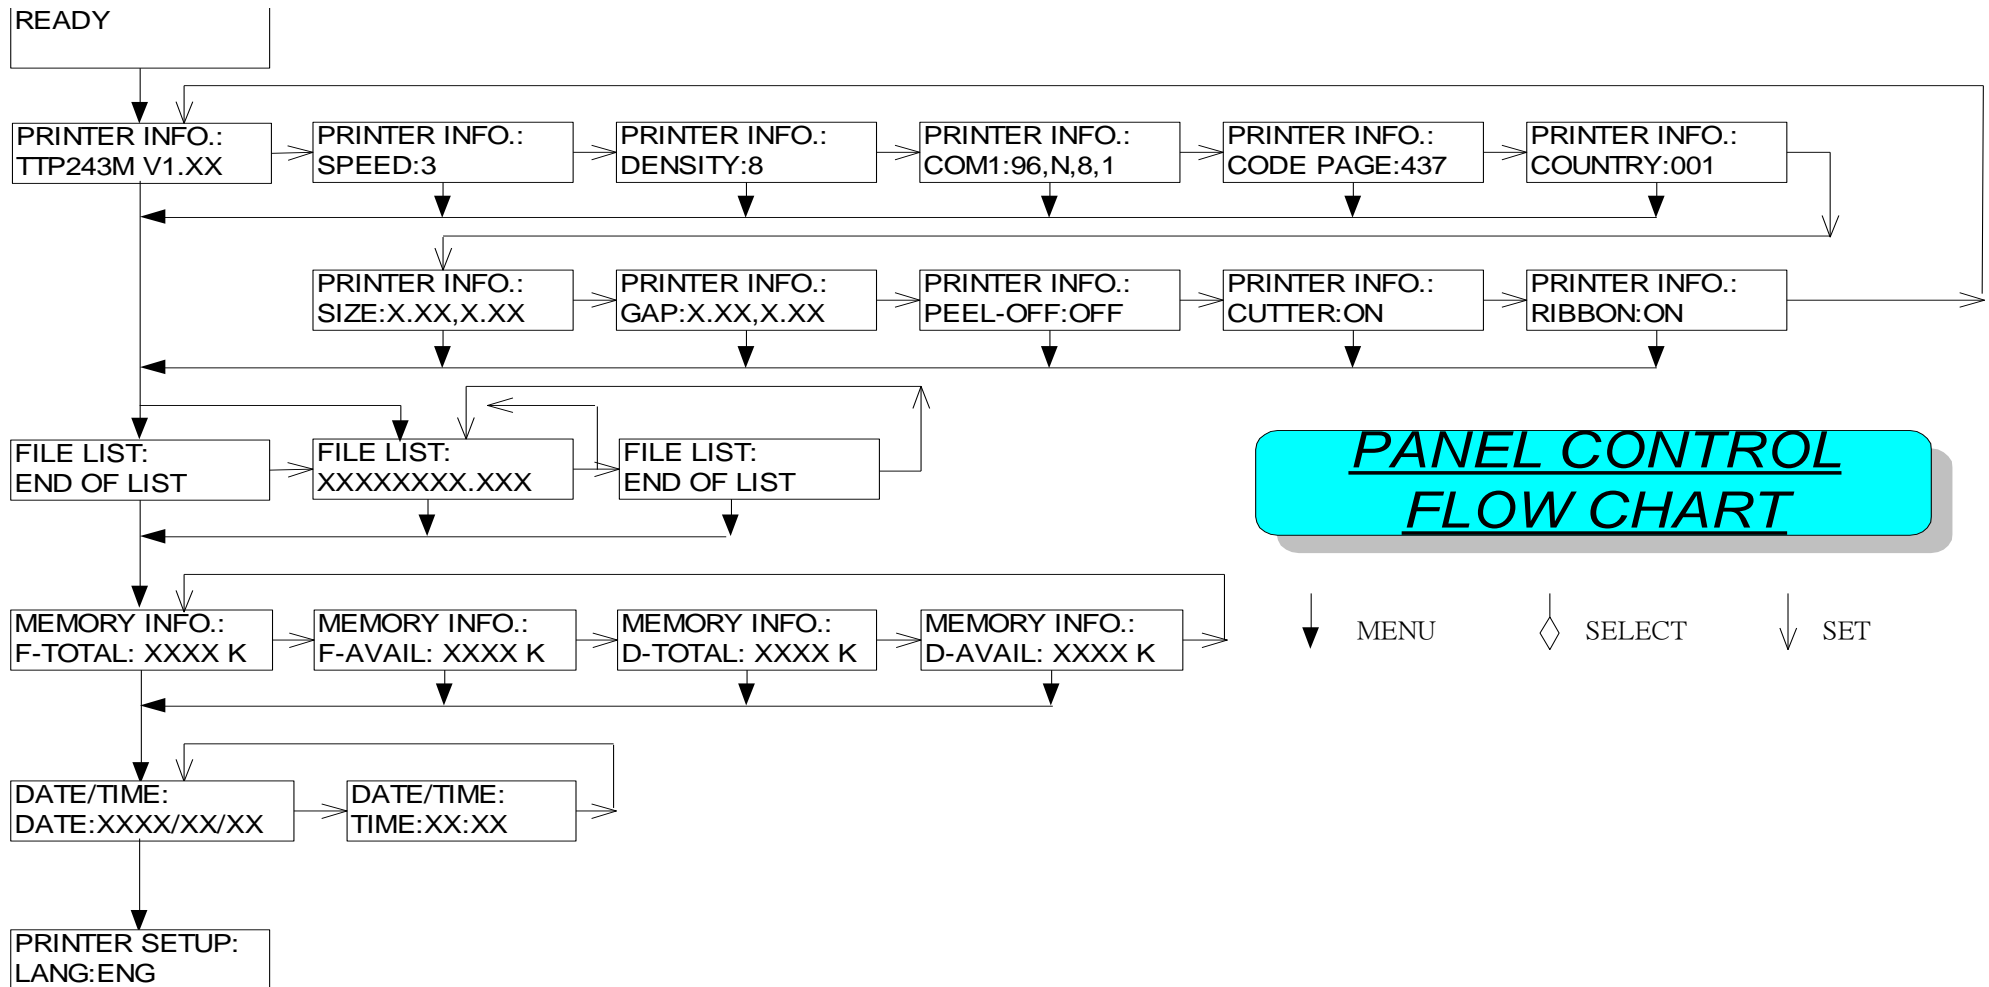 READY
PRINTER INFO.:
TTP243M V1.XX
PRINTER INFO.:
SPEED:3
PRINTER INFO.:
DENSITY:8
PRINTER INFO.:
COM1:96,N,8,1
PRINTER INFO.:
CODE PAGE:437
PRINTER INFO.:
COUNTRY:001
PRINTER INFO.:
SIZE:X.XX,X.XX
PRINTER INFO.:
GAP:X.XX,X.XX
PRINTER INFO.:
PEEL-OFF:OFF
PRINTER INFO.:
CUTTER:ON
PRINTER INFO.:
RIBBON:ON
FILE LIST:
END OF LIST
FILE LIST:
XXXXXXXX.XXX
FILE LIST:
END OF LIST
PANEL CONTROL
FLOW CHART
MEMORY INFO.:
F-TOTAL: XXXX K
MEMORY INFO.:
F-AVAIL: XXXX K
MEMORY INFO.:
D-TOTAL: XXXX K
MEMORY INFO.:
D-AVAIL: XXXX K
MENU
SELECT
SET
DATE/TIME:
DATE:XXXX/XX/XX
DATE/TIME:
TIME:XX:XX
PRINTER SETUP:
LANG:ENG